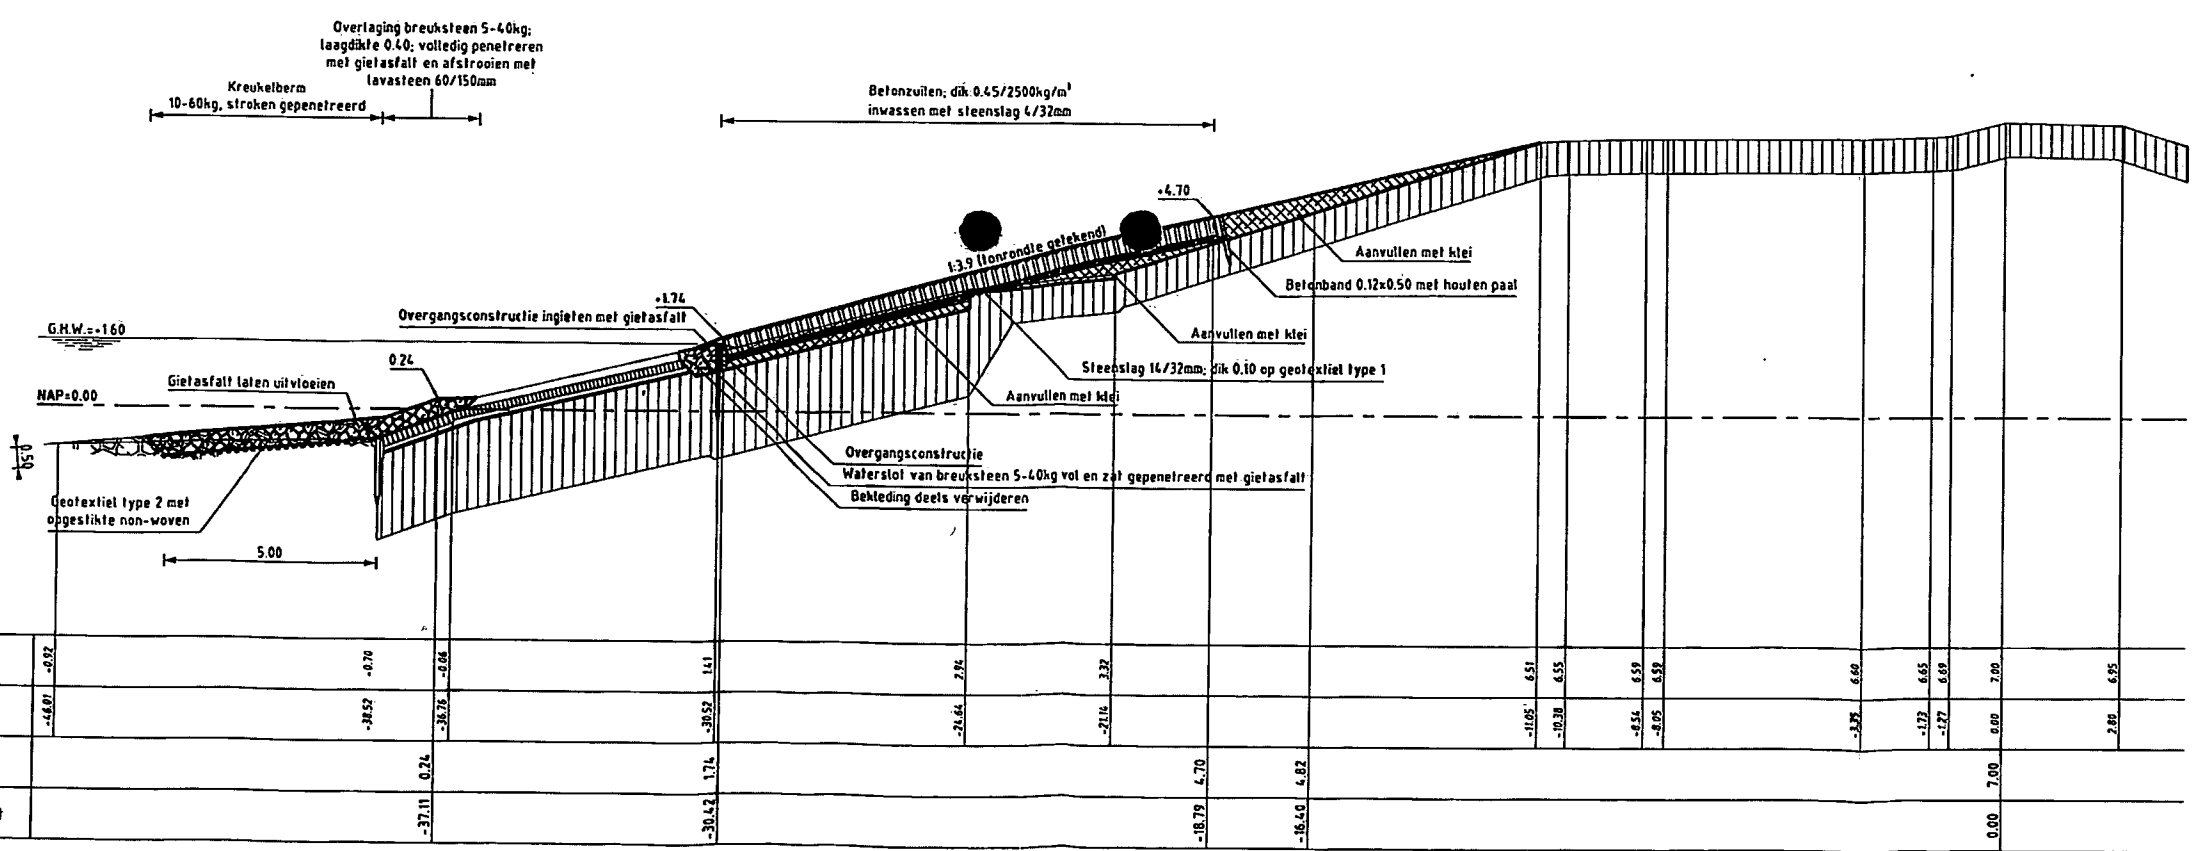 Overlaging breuksteen 5-40kg;
laagdikte 0.40; volledig penetreren
met gietasfalt en afstrooien met
lavasteen 60/150mm
Kreukelberm
10-60kg, stroken gepenetreerd
Betonzuilen; dik 0.45/2500kg/m³
inwassen met steenslag 4/32mm
+4.70
1:3.9 (tonrondte getekend)
Aanvullen met klei
Betonband 0.12x0.50 met houten paal
+1.74
Overgangsconstructie ingieten met gietasfalt
G.H.W.=+1.60
Aanvullen met klei
0.24
Steenslag 14/32mm; dik 0.10 op geotextiel type 1
Gietasfalt laten uitvloeien
NAP=0.00
Aanvullen met klei
0.50
Overgangsconstructie
Waterslot van breuksteen 5-40kg vol en zat gepenetreerd met gietasfalt
Bekleding deels verwijderen
Geotextiel type 2 met
opgestikte non-woven
5.00
-0.92 -0.70 -0.06 1.41 2.94 3.32 6.51 6.55 6.59 6.59 6.60 6.65 6.69 7.00 6.95
-46.01 -38.52 -36.76 -30.52 -24.64 -21.14 -11.05 -10.38 -8.54 -8.05 -1.73 -1.27 0.00 2.80
0.24 1.74 4.70 4.82 7.00
-37.11 -30.42 -18.79 -16.40 0.00